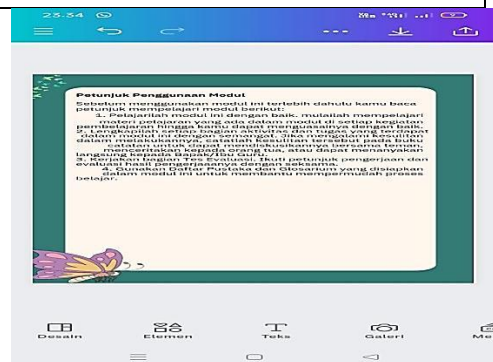 23.34
Petunjuk Penggunaan Modul
Sebelum menggunakan modul ini terlebih dahulu kamu baca
petunjuk mempelajari modul berikut:
1. Pelajarilah modul ini dengan baik. mulailah mempelajari
materi pelajaran yang ada dalam modul di setiap kegiatan
pembelajaran hingga kamu dapat menguasainya dengan baik.
2. Lengkapilah setiap bagian aktivitas dan tugas yang terdapat
dalam modul ini dengan semangat. Jika mengalami kesulitan
dalam melakukannya, catatlah kesulitan tersebut pada buku
catatan untuk dapat mendiskusikannya bersama teman,
menceritakan kepada orang tua, atau dapat menanyakan
langsung kepada Bapak/Ibu Guru;
3. Kerjakan bagian Tes Evaluasi. Ikuti petunjuk pengerjaan dan
evaluasi hasil pengerjaaanya dengan seksama.
4. Gunakan Daftar Pustaka dan Glosarium yang disiapkan
dalam modul ini untuk membantu mempermudah proses
belajar.
Desain
Elemen
Teks
Galeri
Me